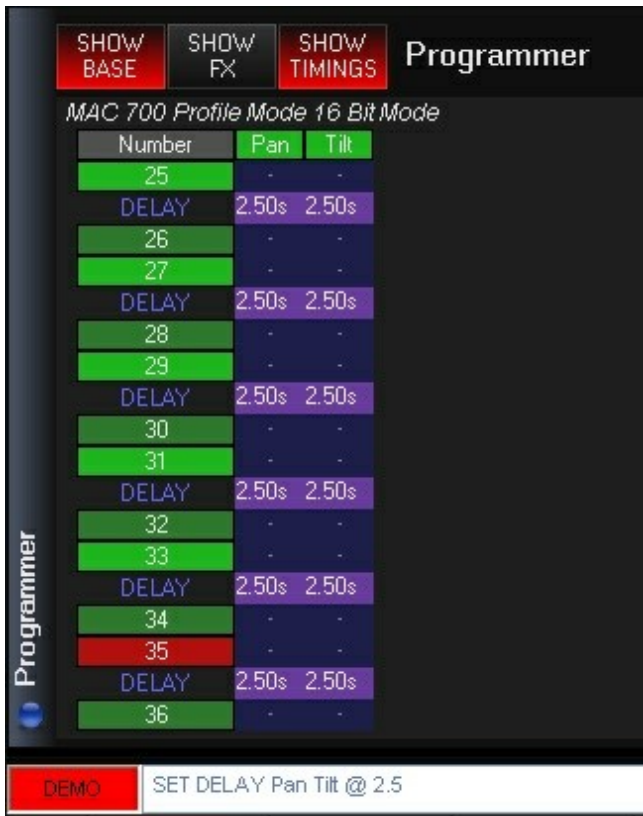 SHOW BASE SHOW FX SHOW TIMINGS Programmer
MAC 700 Profile Mode 16 Bit Mode
Number Pan Tilt
25 - -
DELAY 2.50s 2.50s
26 - -
27 - -
DELAY 2.50s 2.50s
28 - -
29 - -
DELAY 2.50s 2.50s
30 - -
31 - -
DELAY 2.50s 2.50s
32 - -
33 - -
DELAY 2.50s 2.50s
34 - -
35 - -
DELAY 2.50s 2.50s
36 - -
Programmer
DEMO SET DELAY Pan Tilt @ 2.5